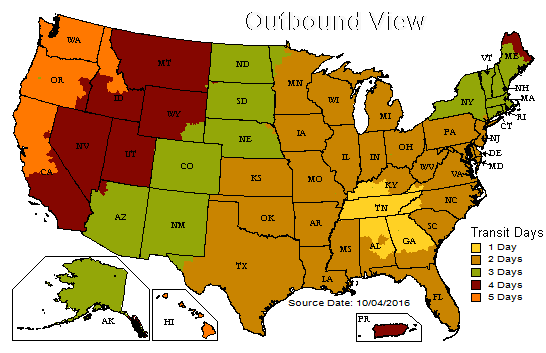 Outbound View
WA
MT
ND
MN
VT
ME
OR
ID
WY
SD
WI
MI
NY
NH
MA
RI
CT
NV
UT
CO
NE
IA
IL
IN
OH
PA
NJ
DE
MD
CA
AZ
NM
KS
MO
KY
WV
VA
OK
AR
TN
NC
TX
LA
MS
AL
GA
SC
FL
Transit Days
1 Day
2 Days
3 Days
4 Days
5 Days
Source Date: 10/04/2016
AK
HI
PR